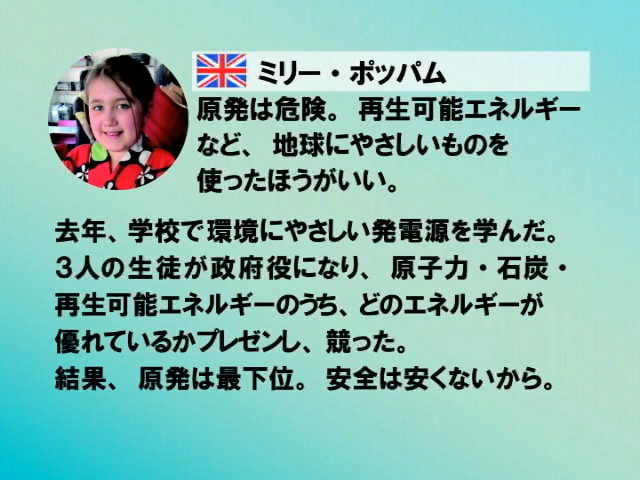 ミリー・ポッパム
原発は危険。再生可能エネルギー
など、地球にやさしいものを
使ったほうがいい。
去年、学校で環境にやさしい発電源を学んだ。
３人の生徒が政府役になり、原子力・石炭・
再生可能エネルギーのうち、どのエネルギーが
優れているかプレゼンし、競った。
結果、原発は最下位。安全は安くないから。